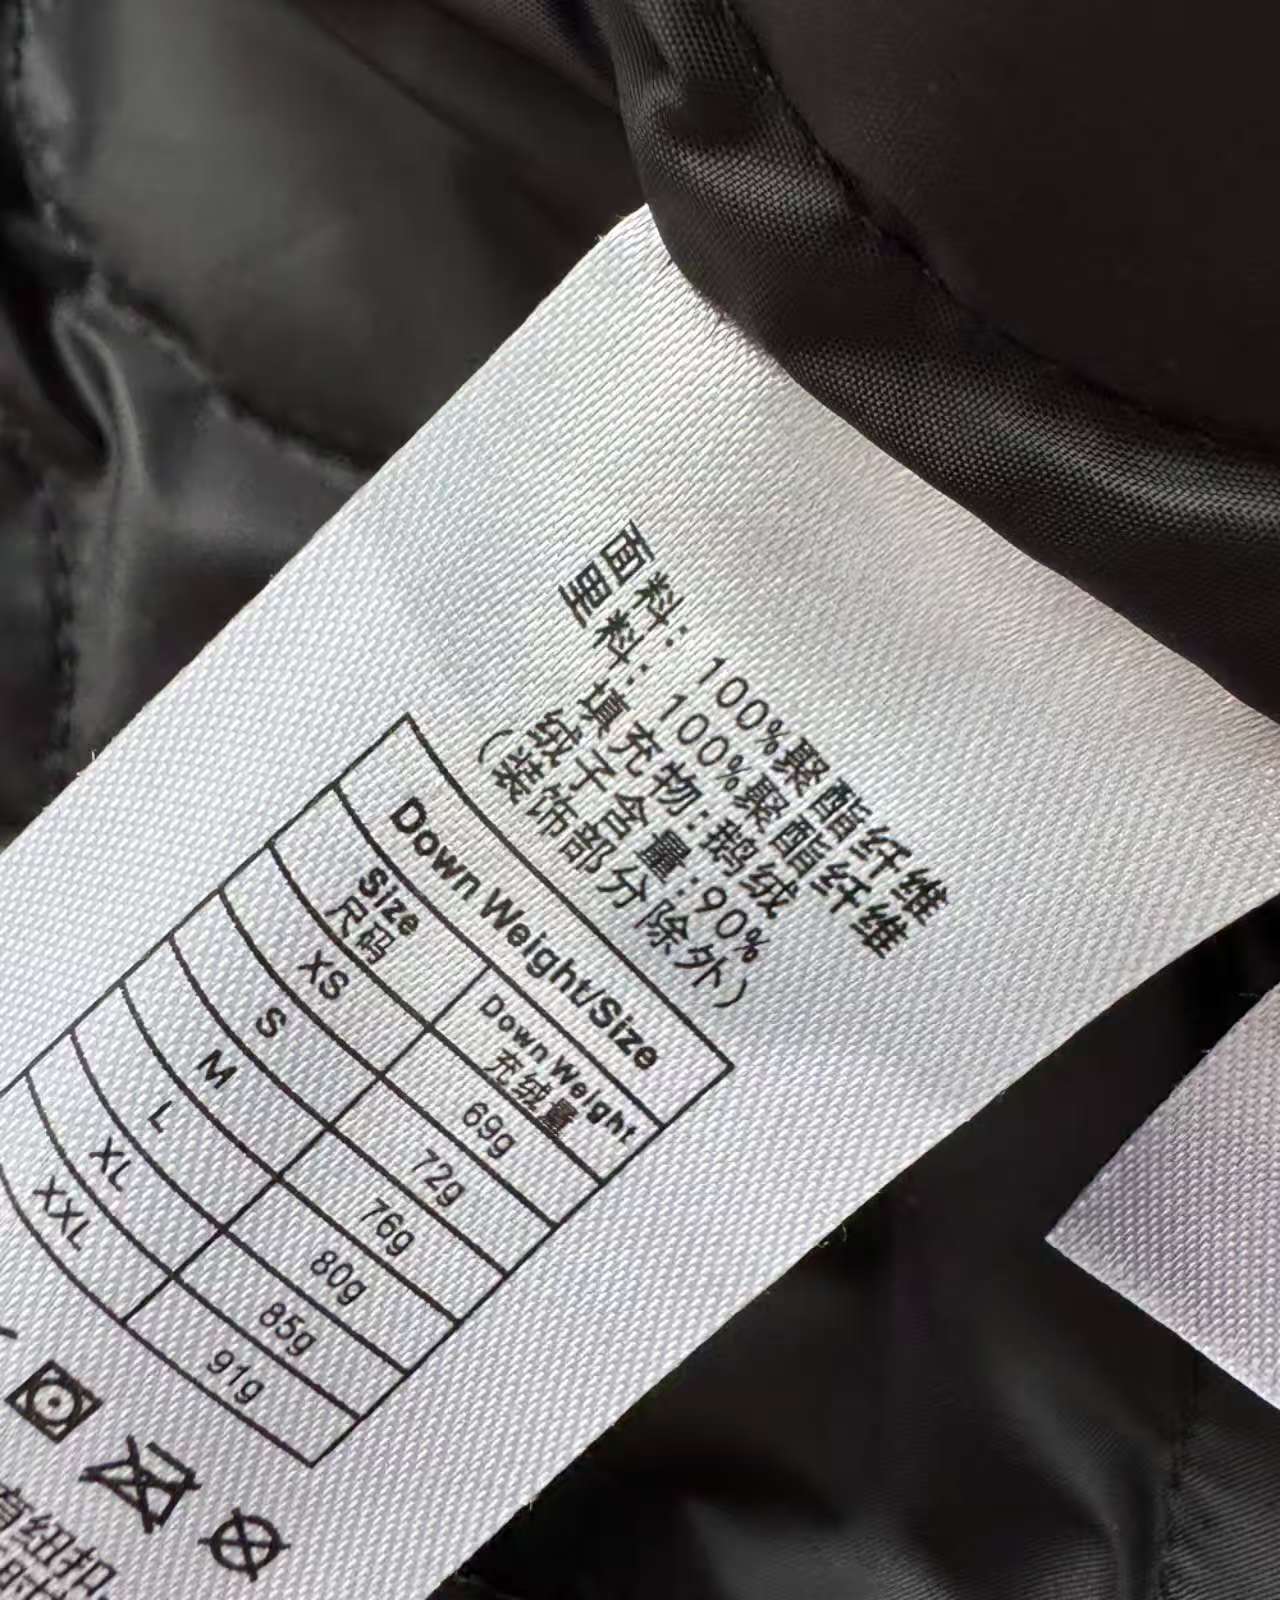 面料：100%聚酯纤维
里料：100%聚酯纤维
填充物：鹅绒
绒子含量：90%
（装饰部分除外）
Down Weight/Size
Size 尺码 Down Weight 充绒量
XS 69g
S 72g
M 76g
L 80g
XL 85g
XXL 91g
纽扣